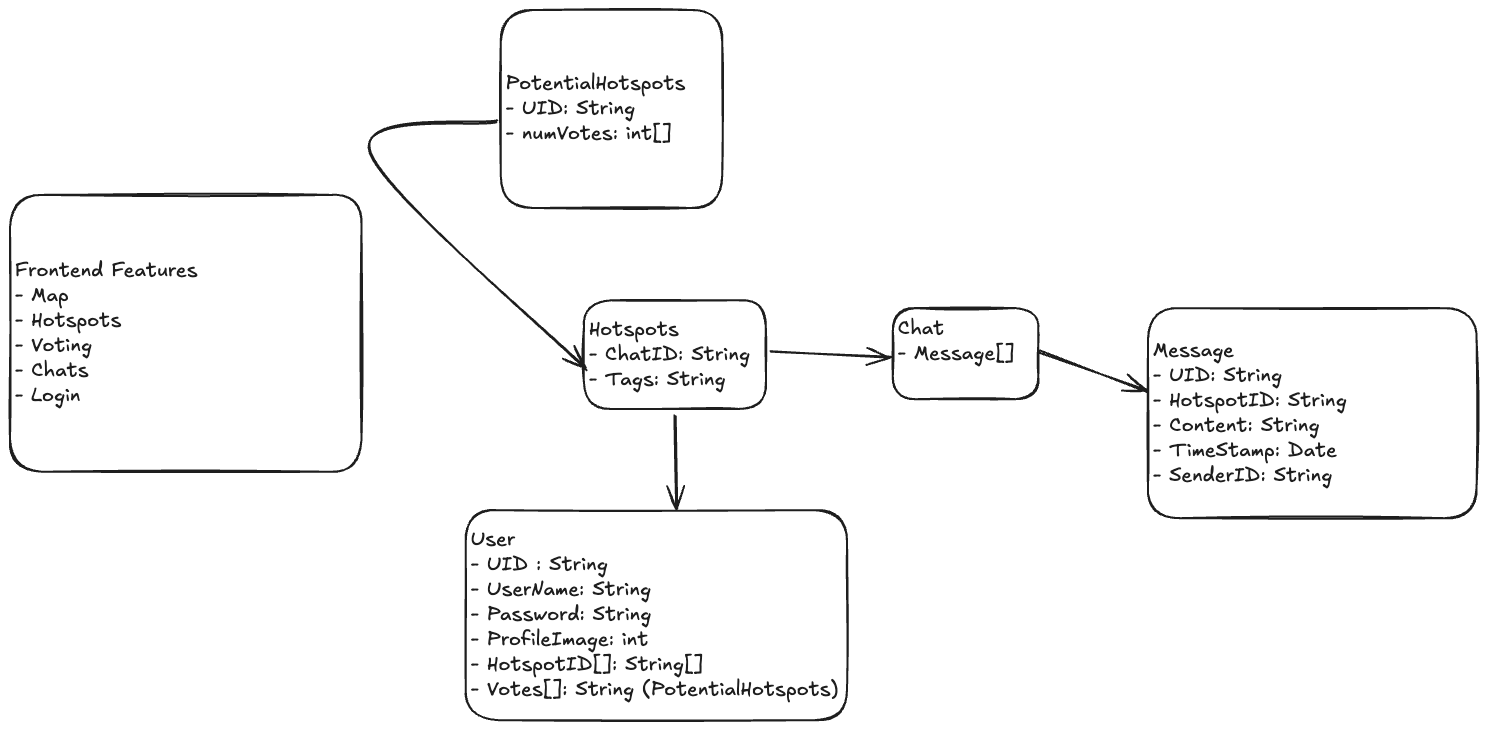 PotentialHotspots
- UID: String
- numVotes: int[]
Frontend Features
- Map
- Hotspots
- Voting
- Chats
- Login
Hotspots
- ChatID: String
- Tags: String
Chat
- Message[]
Message
- UID: String
- HotspotID: String
- Content: String
- TimeStamp: Date
- SenderID: String
User
- UID : String
- UserName: String
- Password: String
- ProfileImage: int
- HotspotID[]: String[]
- Votes[]: String (PotentialHotspots)